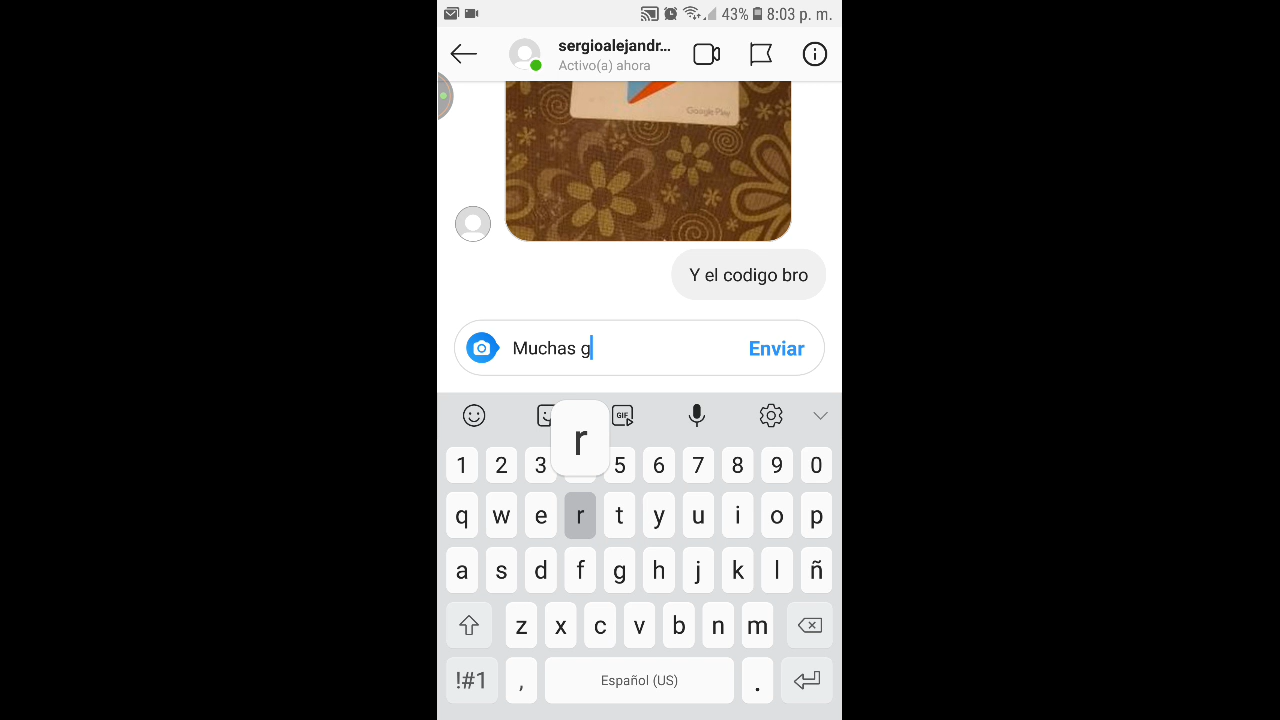 43% 8:03 p. m.
sergioalejandr...
Activo(a) ahora
Google Play
Y el codigo bro
Muchas g
Enviar
r
GIF
1 2 3 5 6 7 8 9 0
q w e r t y u i o p
a s d f g h j k l ñ
z x c v b n m
!#1 , Español (US) .